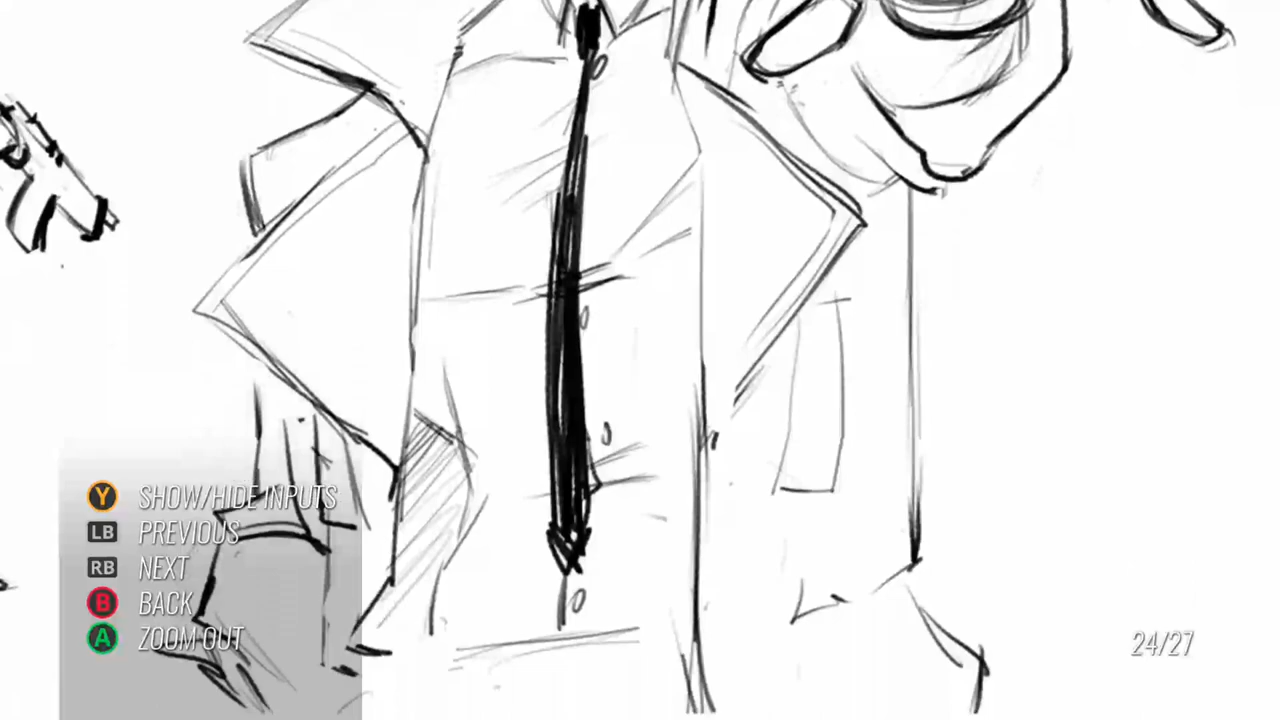 Y SHOW/HIDE INPUTS
LB PREVIOUS
RB NEXT
B BACK
A ZOOM OUT
24/27